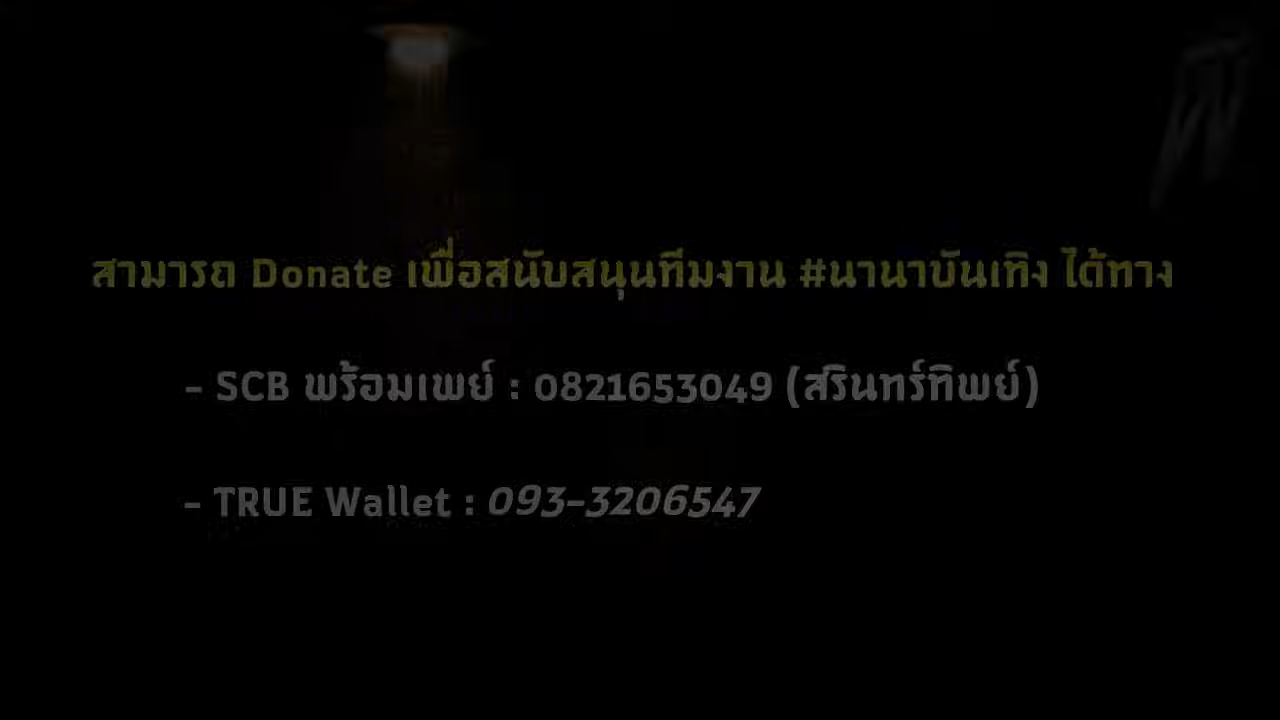 สามารถ Donate เพื่อสนับสนุนทีมงาน #นานาบันเทิง ได้ทาง
- SCB พร้อมเพย์ : 0821653049 (สรินทร์ทิพย์)
- TRUE Wallet : 093-3206547